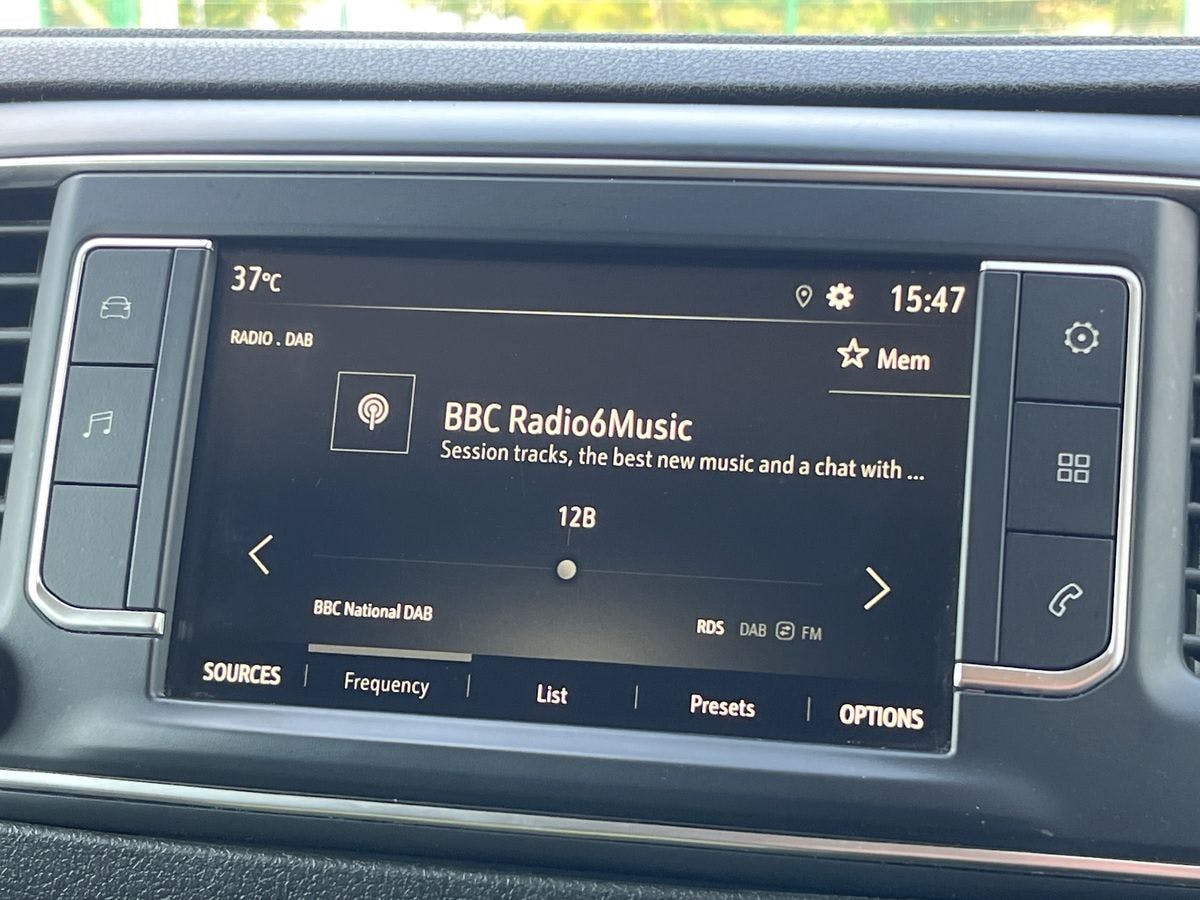 37°C
15:47
RADIO . DAB
Mem
BBC Radio6Music
Session tracks, the best new music and a chat with ...
12B
BBC National DAB
RDS DAB FM
SOURCES Frequency List Presets OPTIONS